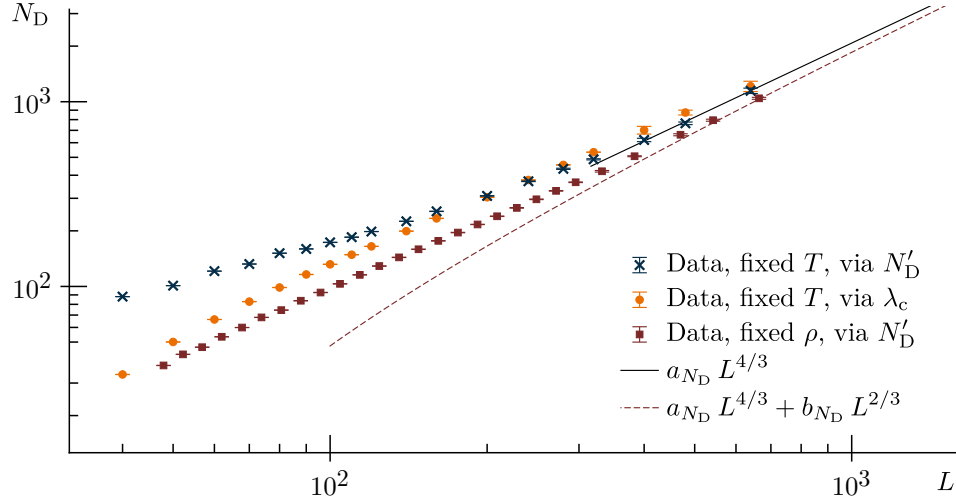 N_D
10^3
10^2
Data, fixed T, via N′_D
Data, fixed T, via λ_c
Data, fixed ρ, via N′_D
a_{N_D} L^{4/3}
a_{N_D} L^{4/3} + b_{N_D} L^{2/3}
10^2 10^3 L